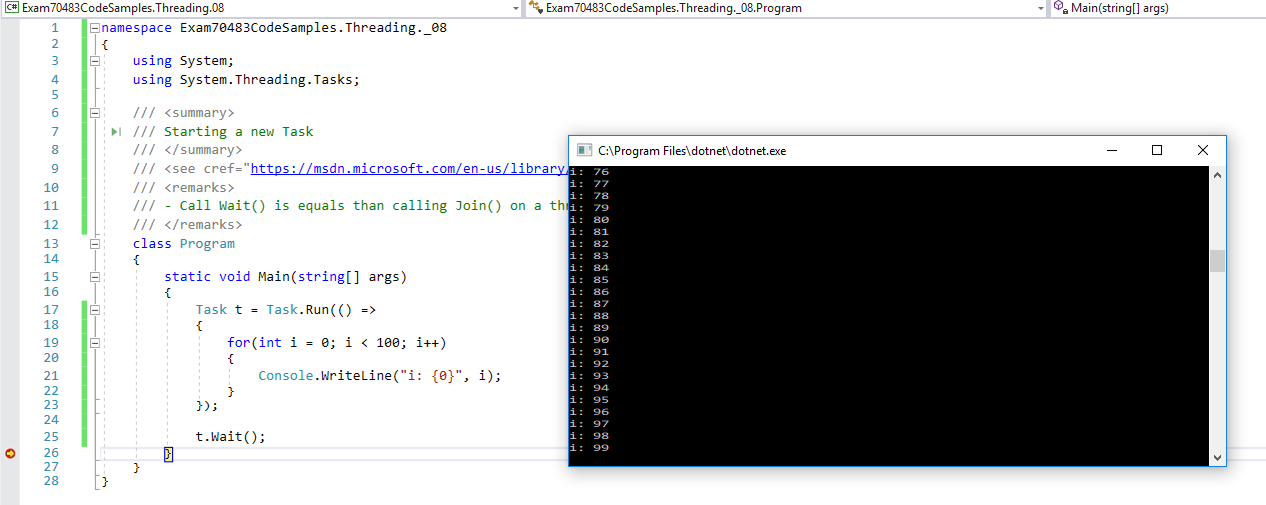 Exam70483CodeSamples.Threading.08 Exam70483CodeSamples.Threading._08.Program Main(string[] args)
1 namespace Exam70483CodeSamples.Threading._08
2 {
3 using System;
4 using System.Threading.Tasks;
5
6 /// <summary>
7 /// Starting a new Task
8 /// </summary>
9 /// <see cref="https://msdn.microsoft.com/en-us/library/
10 /// <remarks>
11 /// - Call Wait() is equals than calling Join() on a thr
12 /// </remarks>
13 class Program
14 {
15 static void Main(string[] args)
16 {
17 Task t = Task.Run(() =>
18 {
19 for(int i = 0; i < 100; i++)
20 {
21 Console.WriteLine("i: {0}", i);
22 }
23 });
24
25 t.Wait();
26 }
27 }
28 }
C:\Program Files\dotnet\dotnet.exe
i: 76
i: 77
i: 78
i: 79
i: 80
i: 81
i: 82
i: 83
i: 84
i: 85
i: 86
i: 87
i: 88
i: 89
i: 90
i: 91
i: 92
i: 93
i: 94
i: 95
i: 96
i: 97
i: 98
i: 99